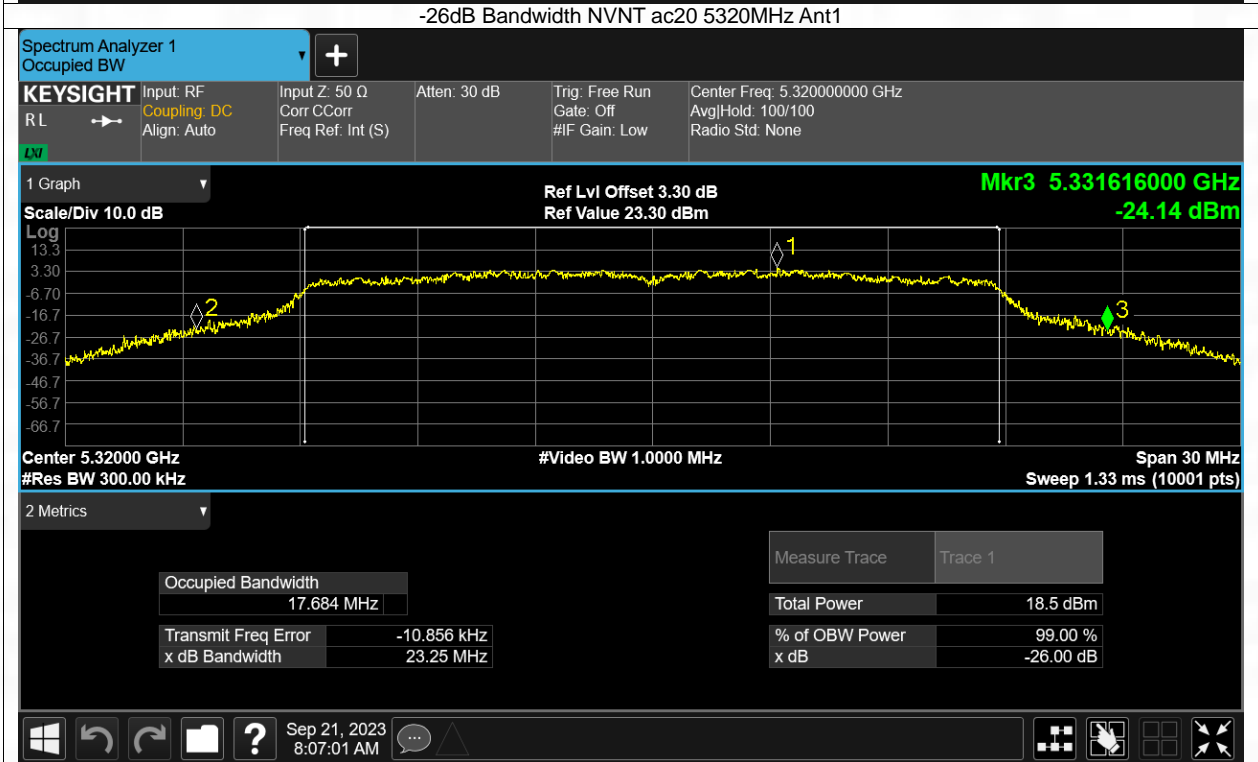 -26dB Bandwidth NVNT ac20 5320MHz Ant1
Spectrum Analyzer 1
Occupied BW
KEYSIGHT
RL
LXI
Input: RF
Coupling: DC
Align: Auto
Input Z: 50 Ω
Corr CCorr
Freq Ref: Int (S)
Atten: 30 dB
Trig: Free Run
Gate: Off
#IF Gain: Low
Center Freq: 5.320000000 GHz
Avg|Hold: 100/100
Radio Std: None
1 Graph
Scale/Div 10.0 dB
Ref Lvl Offset 3.30 dB
Ref Value 23.30 dBm
Mkr3 5.331616000 GHz
-24.14 dBm
Log
13.3
3.30
-6.70
-16.7
-26.7
-36.7
-46.7
-56.7
-66.7
1
2
3
Center 5.32000 GHz
#Res BW 300.00 kHz
#Video BW 1.0000 MHz
Span 30 MHz
Sweep 1.33 ms (10001 pts)
2 Metrics
Measure Trace Trace 1
Occupied Bandwidth
17.684 MHz
Transmit Freq Error -10.856 kHz
x dB Bandwidth 23.25 MHz
Total Power 18.5 dBm
% of OBW Power 99.00 %
x dB -26.00 dB
?
Sep 21, 2023
8:07:01 AM